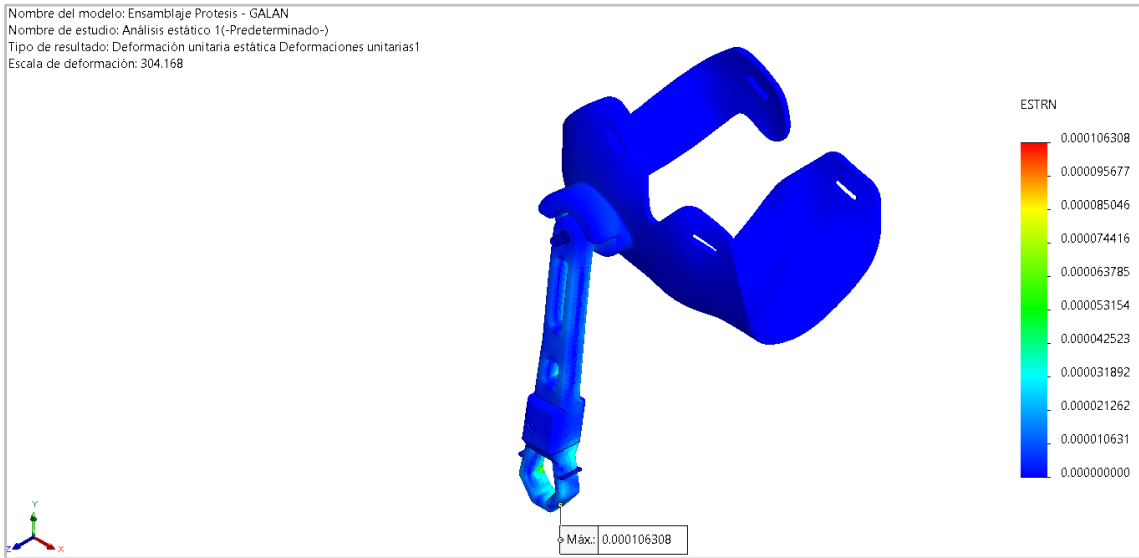 Nombre del modelo: Ensamblaje Protesis - GALAN
Nombre de estudio: Análisis estático 1(-Predeterminado-)
Tipo de resultado: Deformación unitaria estática Deformaciones unitarias1
Escala de deformación: 304.168
ESTRN
0.000106308
0.000095677
0.000085046
0.000074416
0.000063785
0.000053154
0.000042523
0.000031892
0.000021262
0.000010631
0.000000000
Y
Z
X
Máx.: 0.000106308